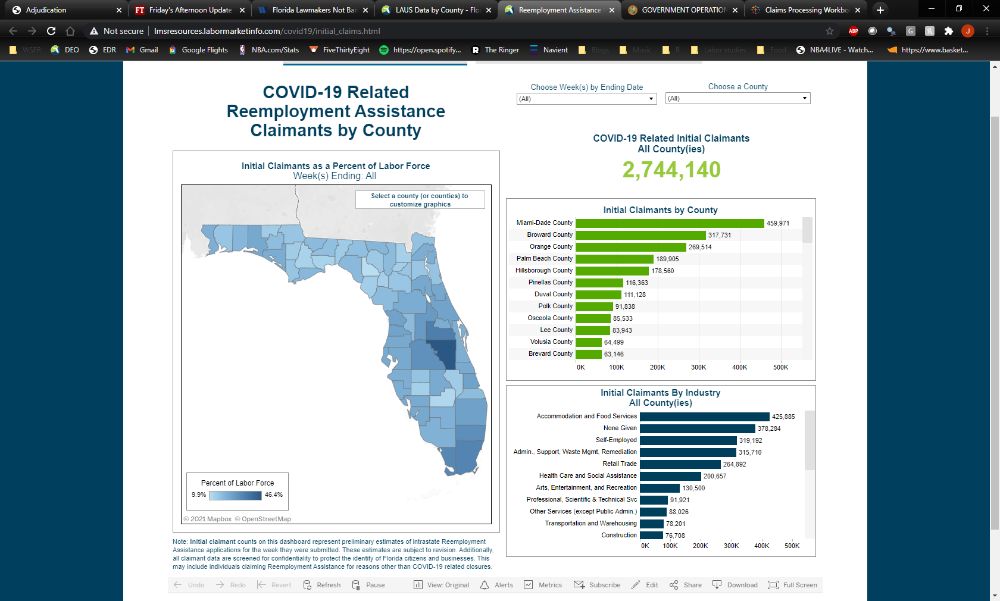 Adjudication
Friday's Afternoon Update
Florida Lawmakers Not Bar
LAUS Data by County - Flo
Reemployment Assistance
GOVERNMENT OPERATION
Claims Processing Workbo
Not secure
lmsresources.labormarketinfo.com/covid19/initial_claims.html
ABP
G
J
WSER
DEO
EDR
Gmail
Google Flights
NBA.com/Stats
FiveThirtyEight
https://open.spotify...
The Ringer
Navient
Blogs
Music
R
Labor studies
Food
NBA4LIVE - Watch...
https://www.basket...
COVID-19 Related
Reemployment Assistance
Claimants by County
Choose Week(s) by Ending Date
(All)
Choose a County
(All)
COVID-19 Related Initial Claimants
All County(ies)
2,744,140
Initial Claimants as a Percent of Labor Force
Week(s) Ending: All
Select a county (or counties) to
customize graphics
Percent of Labor Force
9.9% 46.4%
© 2021 Mapbox © OpenStreetMap
Initial Claimants by County
Miami-Dade County 459,971
Broward County 317,731
Orange County 269,514
Palm Beach County 189,905
Hillsborough County 178,560
Pinellas County 116,363
Duval County 111,128
Polk County 91,838
Osceola County 85,533
Lee County 83,943
Volusia County 64,499
Brevard County 63,146
0K 100K 200K 300K 400K 500K
Initial Claimants By Industry
All County(ies)
Accommodation and Food Services 425,885
None Given 378,284
Self-Employed 319,192
Admin., Support, Waste Mgmt, Remediation 315,710
Retail Trade 264,892
Health Care and Social Assistance 200,657
Arts, Entertainment, and Recreation 130,500
Professional, Scientific & Technical Svc 91,921
Other Services (except Public Admin.) 88,026
Transportation and Warehousing 78,201
Construction 76,708
0K 100K 200K 300K 400K 500K
Note: Initial claimant counts on this dashboard represent preliminary estimates of intrastate Reemployment
Assistance applications for the week they were submitted. These estimates are subject to revision. Additionally,
all claimant data are screened for confidentiality to protect the identity of Florida citizens and businesses. This
may include individuals claiming Reemployment Assistance for reasons other than COVID-19 related closures.
Undo
Redo
Revert
Refresh
Pause
View: Original
Alerts
Metrics
Subscribe
Edit
Share
Download
Full Screen